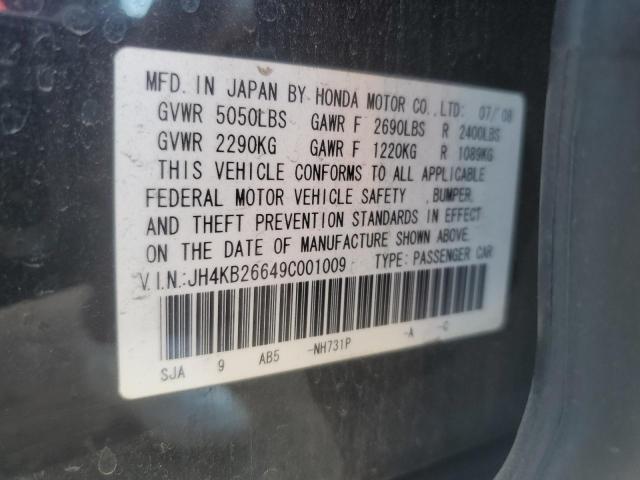 MFD. IN JAPAN BY HONDA MOTOR CO.,LTD: 07/'08
GVWR 5050LBS GAWR F 2690LBS R 2400LBS
GVWR 2290KG GAWR F 1220KG R 1089KG
THIS VEHICLE CONFORMS TO ALL APPLICABLE
FEDERAL MOTOR VEHICLE SAFETY ,BUMPER,
AND THEFT PREVENTION STANDARDS IN EFFECT
ON THE DATE OF MANUFACTURE SHOWN ABOVE.
V.I.N.:JH4KB26649C001009 TYPE: PASSENGER CAR
SJA 9 AB5 -NH731P -A -C